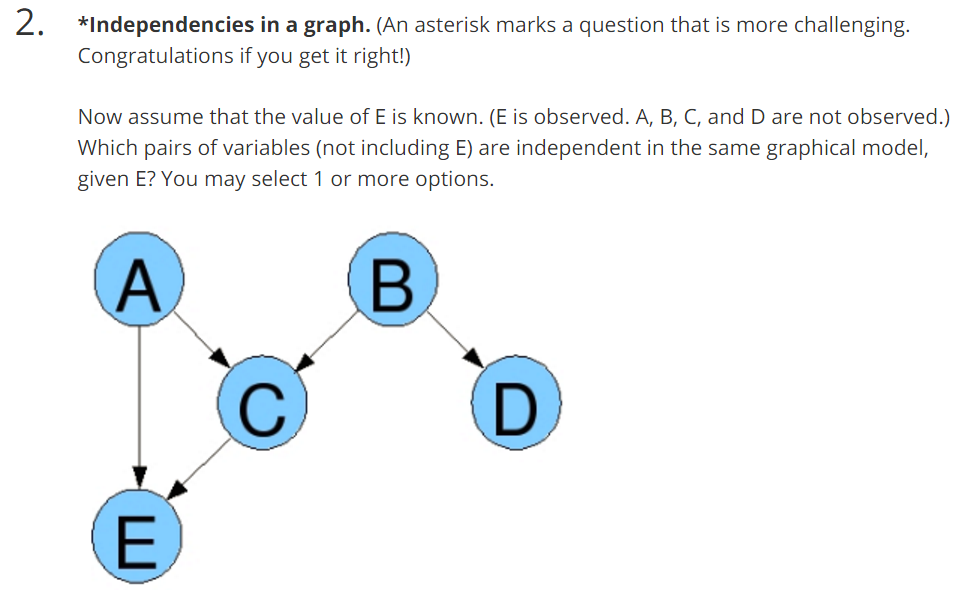 2. *Independencies in a graph. (An asterisk marks a question that is more challenging.
Congratulations if you get it right!)
Now assume that the value of E is known. (E is observed. A, B, C, and D are not observed.)
Which pairs of variables (not including E) are independent in the same graphical model,
given E? You may select 1 or more options.
A
B
C
D
E